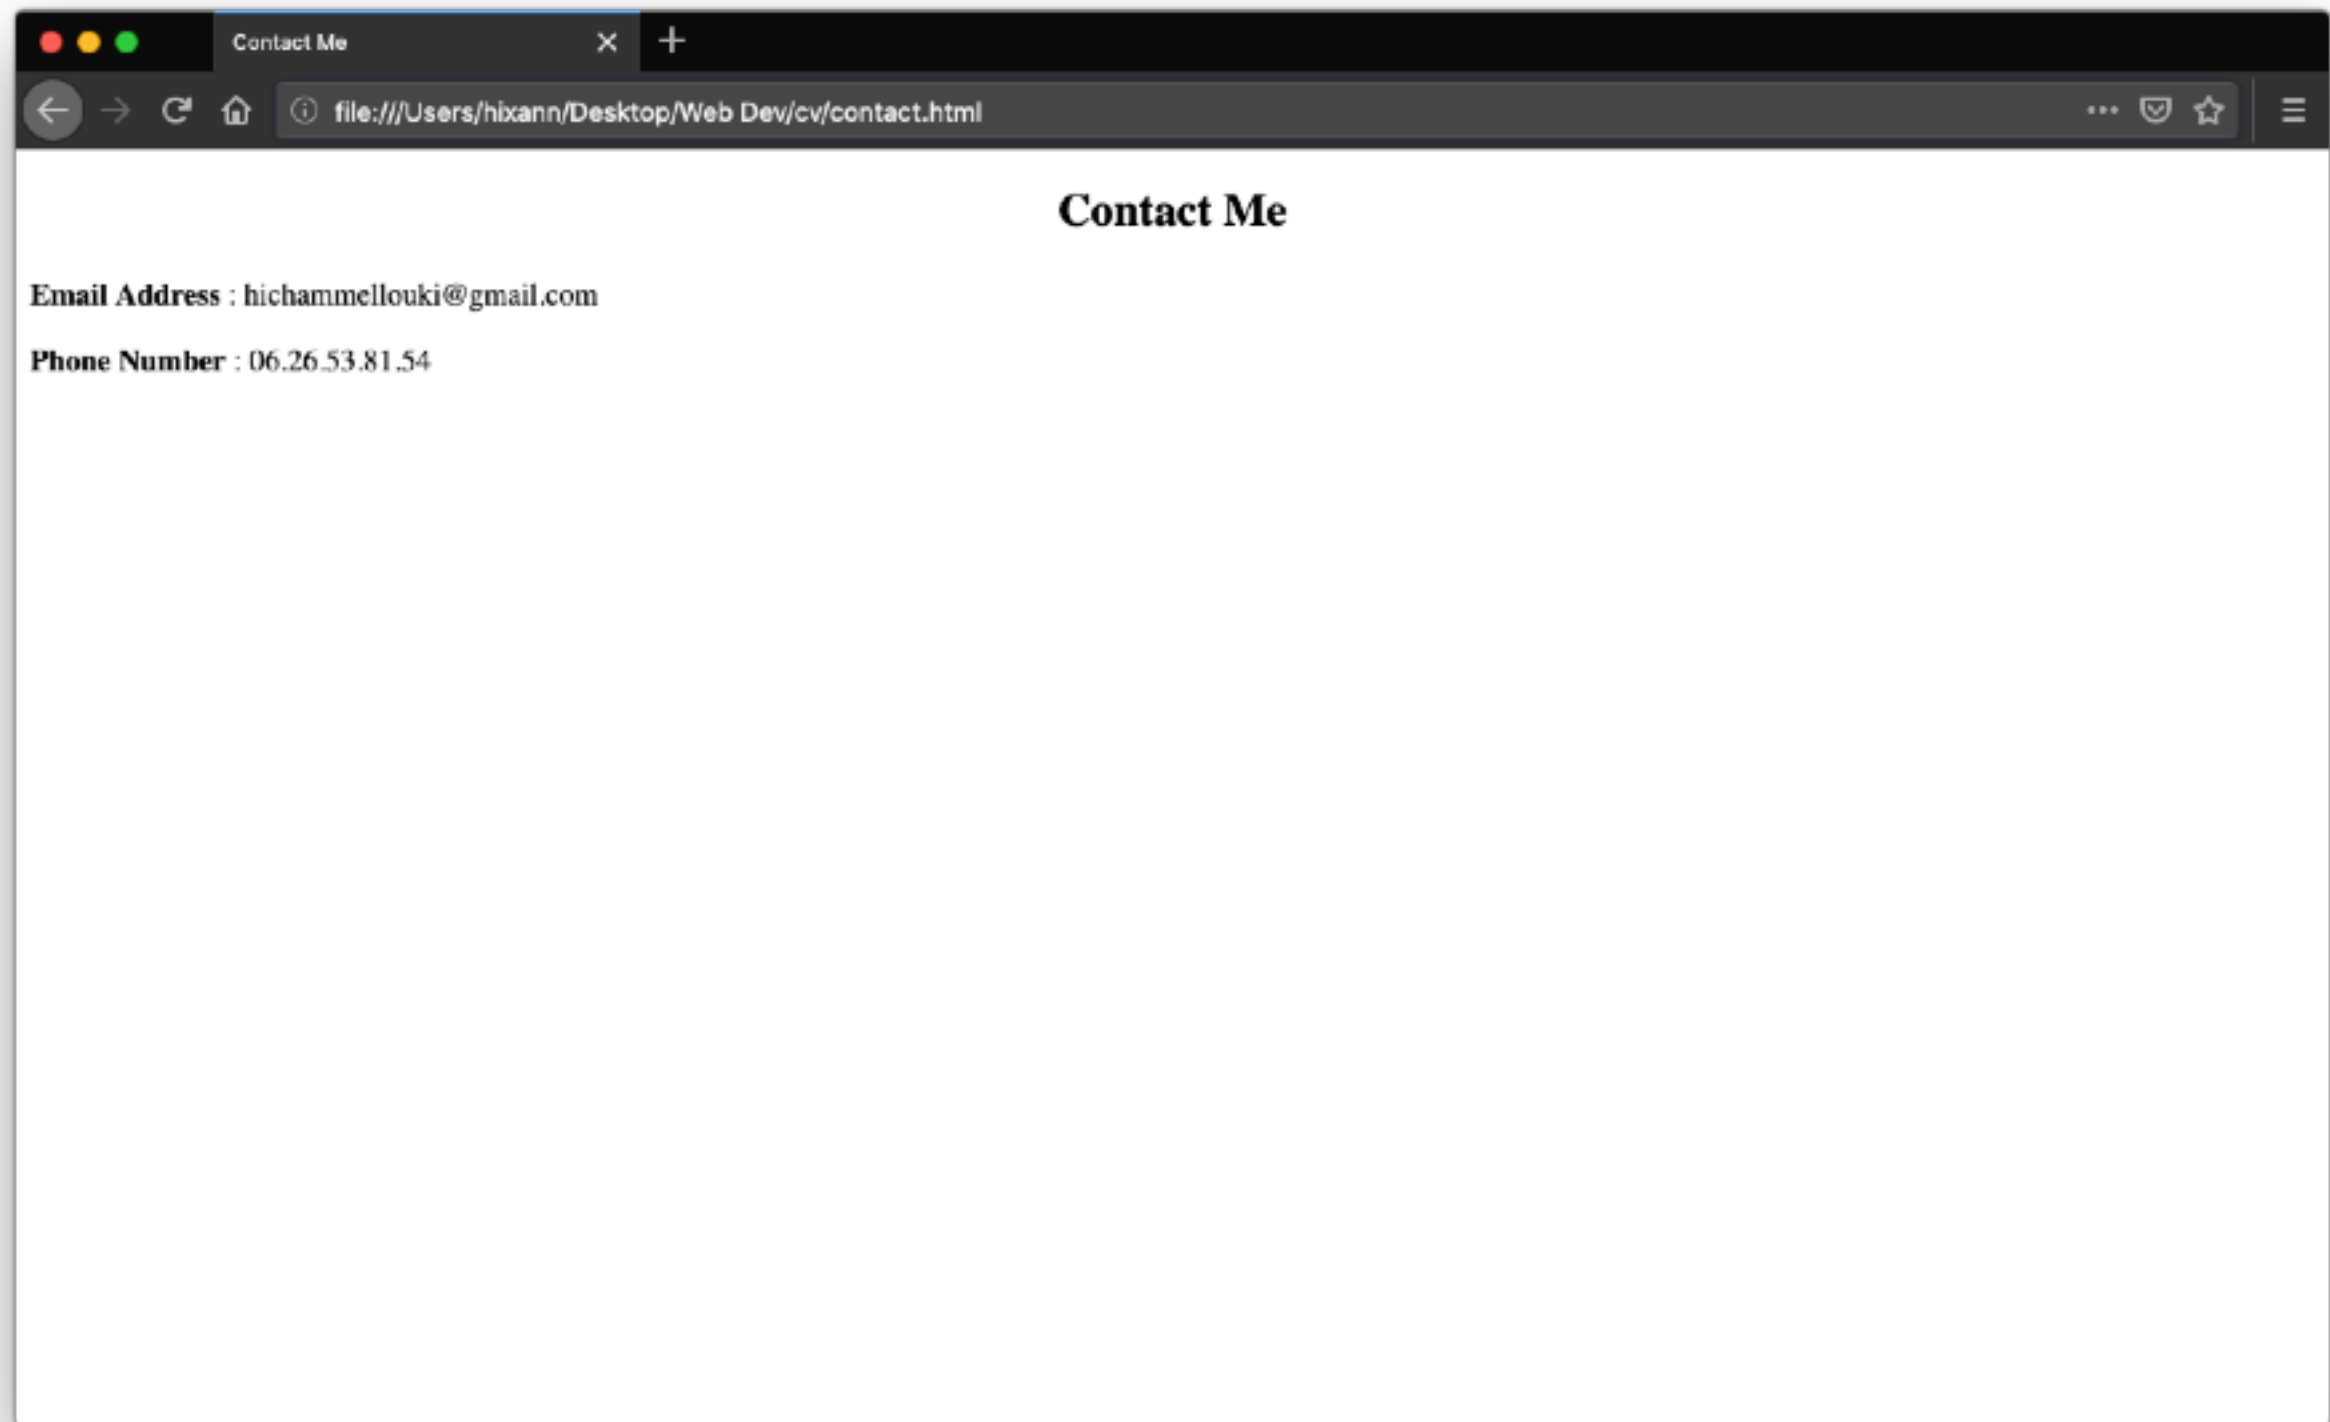 Contact Me
file:///Users/hixann/Desktop/Web Dev/cv/contact.html
Contact Me
Email Address : hichammellouki@gmail.com
Phone Number : 06.26.53.81.54